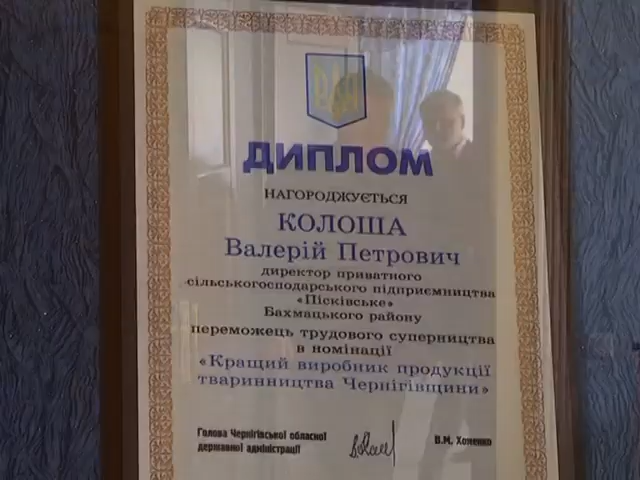 ДИПЛОМ
НАГОРОДЖУЄТЬСЯ
КОЛОША
Валерій Петрович
директор приватного
сільськогосподарського підприємництва
«Пісківське»
Бахмацького району
переможець трудового суперництва
в номінації
«Кращий виробник продукції
тваринництва Чернігівщини»
Голова Чернігівської обласної
державної адміністрації
В.М. Хоменко